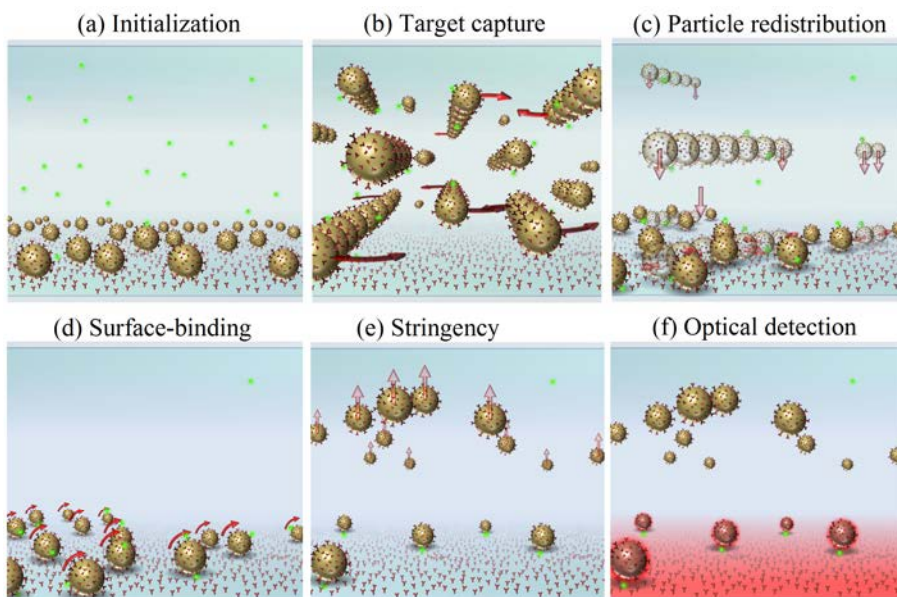 (a) Initialization
(b) Target capture
(c) Particle redistribution
(d) Surface-binding
(e) Stringency
(f) Optical detection